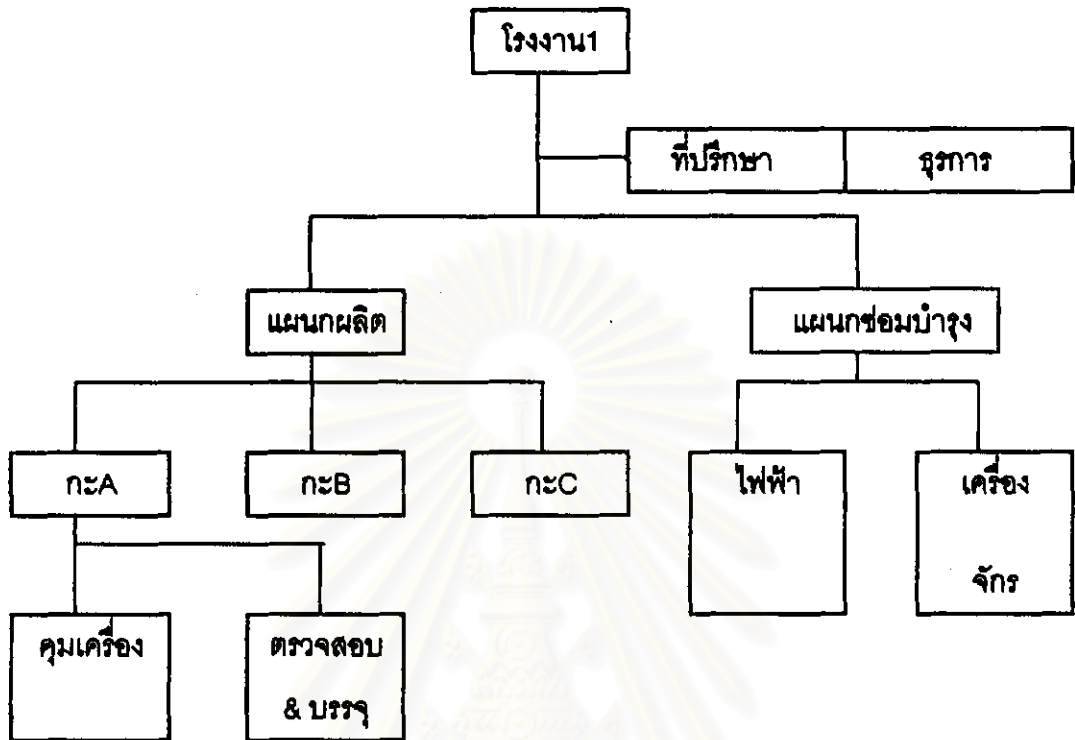 โรงงาน1
ที่ปรึกษา ธุรการ
แผนกผลิต แผนกซ่อมบำรุง
กะA กะB กะC ไฟฟ้า เครื่อง
จักร
คุมเครื่อง ตรวจสอบ
& บรรจุ